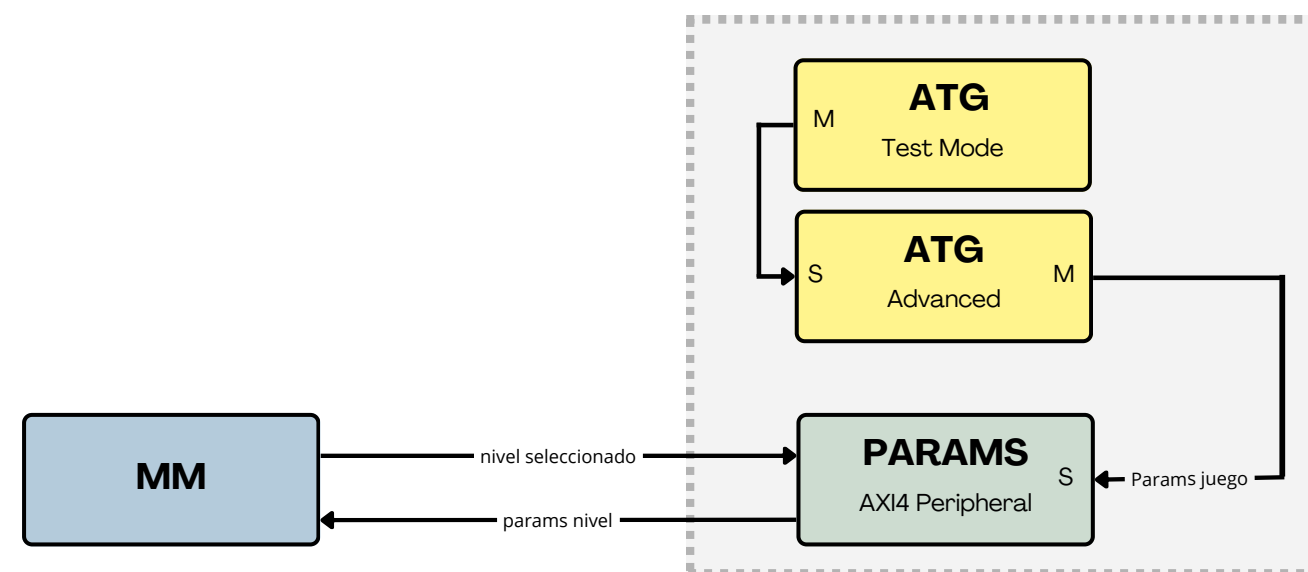 ATG
M
Test Mode
ATG
S
M
Advanced
MM
nivel seleccionado
params nivel
PARAMS
S
AXI4 Peripheral
Params juego